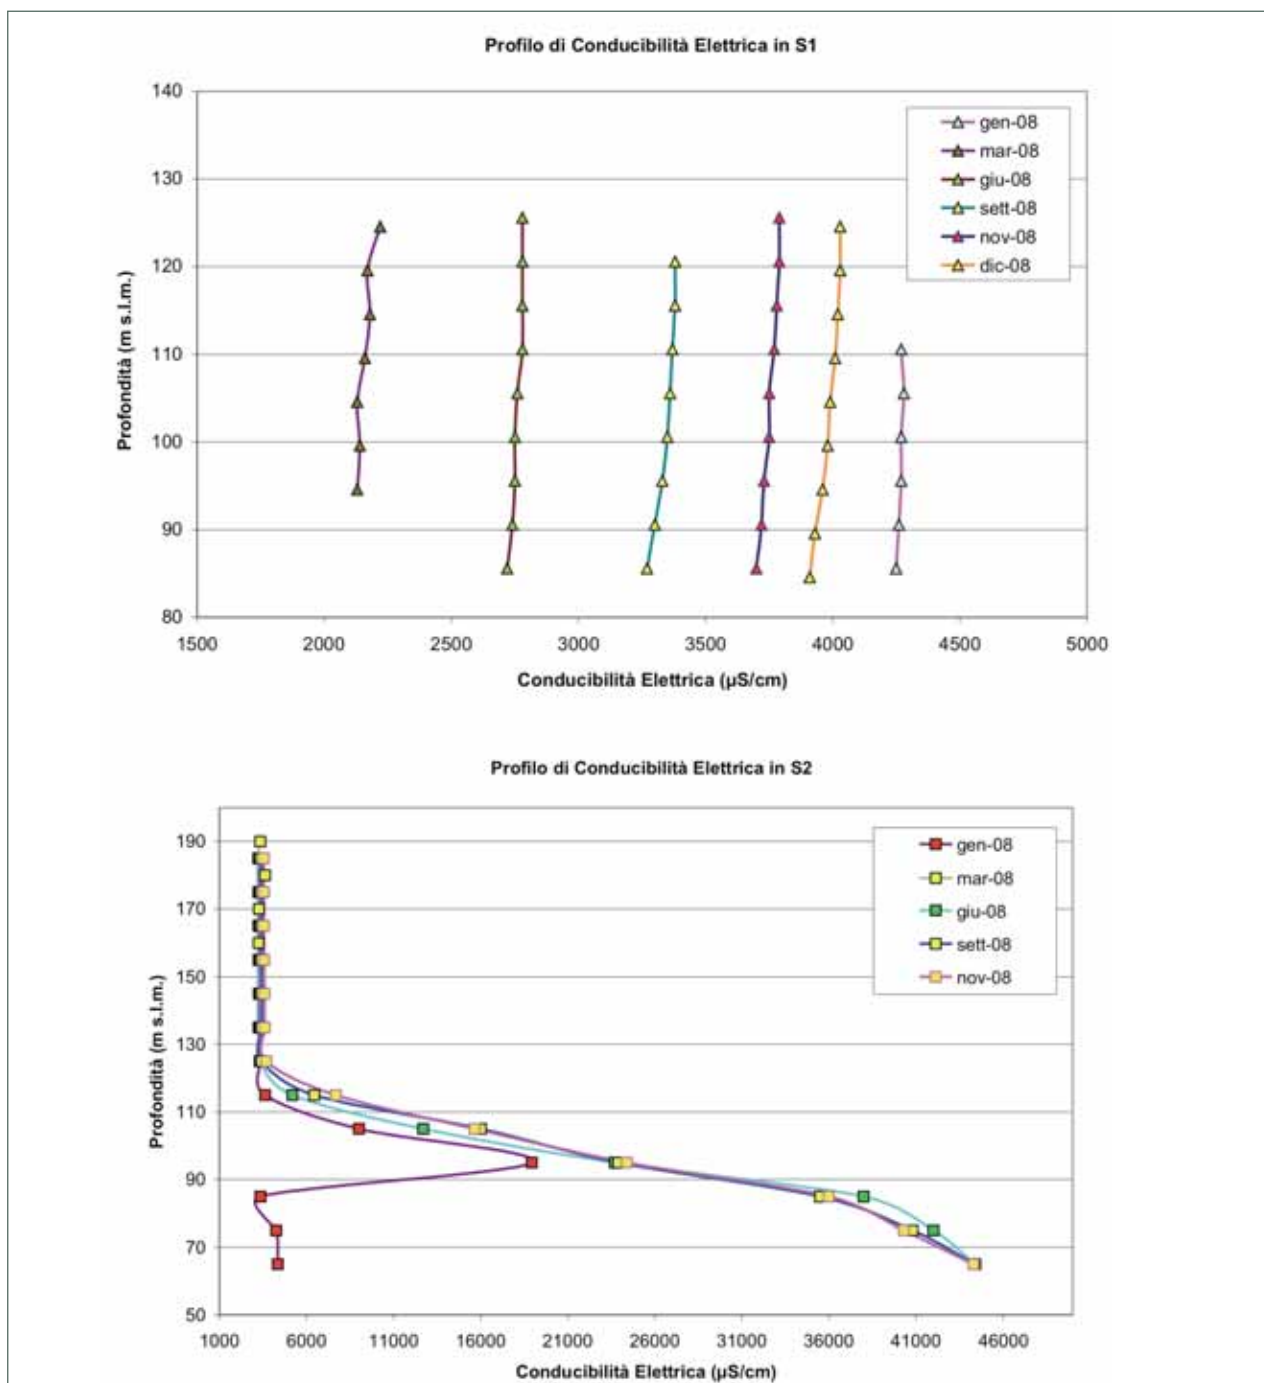 Profilo di Conducibilità Elettrica in S1
140
130
120
110
100
90
80
Profondità (m s.l.m.)
gen-08
mar-08
giu-08
sett-08
nov-08
dic-08
1500 2000 2500 3000 3500 4000 4500 5000
Conducibilità Elettrica (µS/cm)
Profilo di Conducibilità Elettrica in S2
190
170
150
130
110
90
70
50
Profondità (m s.l.m.)
gen-08
mar-08
giu-08
sett-08
nov-08
1000 6000 11000 16000 21000 26000 31000 36000 41000 46000
Conducibilità Elettrica (µS/cm)